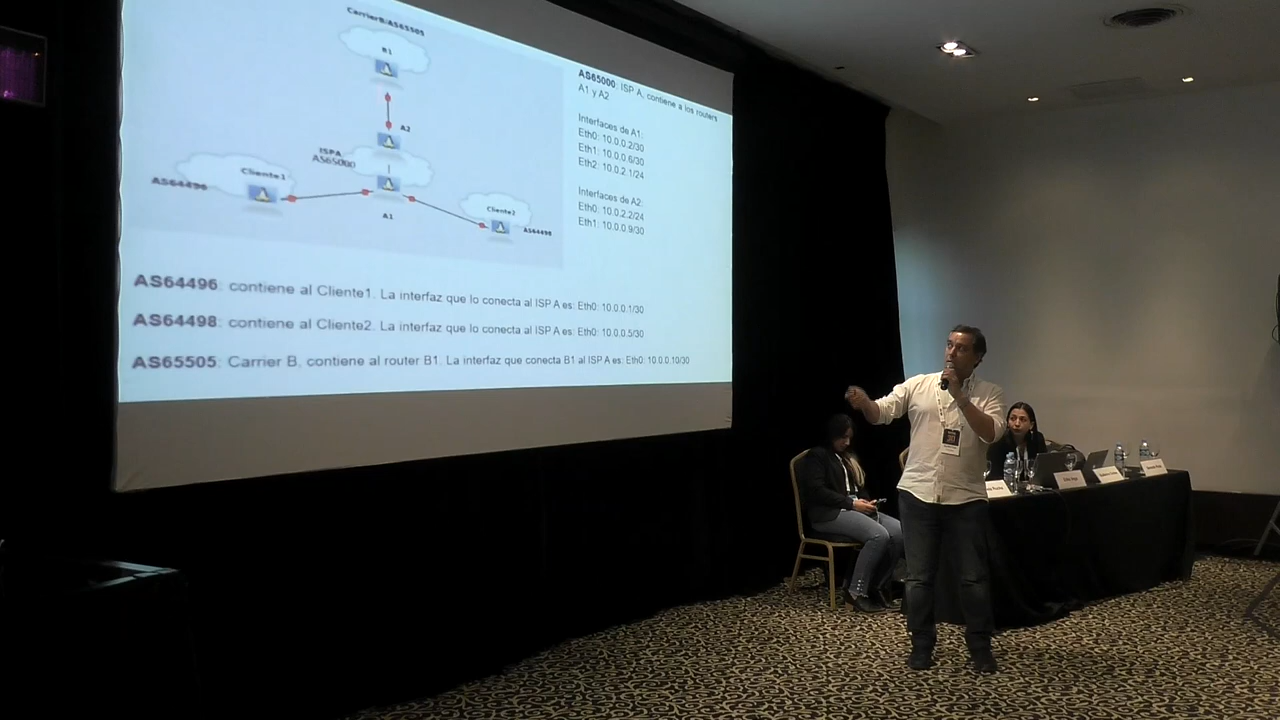 CarrierB/AS65505
B1
A2
ISPA
AS65000
Cliente1
AS64496
A1
Cliente2
AS64498
AS65000: ISP A, contiene a los routers
A1 y A2
Interfaces de A1:
Eth0: 10.0.0.2/30
Eth1: 10.0.0.6/30
Eth2: 10.0.2.1/24
Interfaces de A2:
Eth0: 10.0.2.2/24
Eth1: 10.0.0.9/30
AS64496: contiene al Cliente1. La interfaz que lo conecta al ISP A es: Eth0: 10.0.0.1/30
AS64498: contiene al Cliente2. La interfaz que lo conecta al ISP A es: Eth0: 10.0.0.5/30
AS65505: Carrier B, contiene al router B1. La interfaz que conecta B1 al ISP A es: Eth0: 10.0.0.10/30